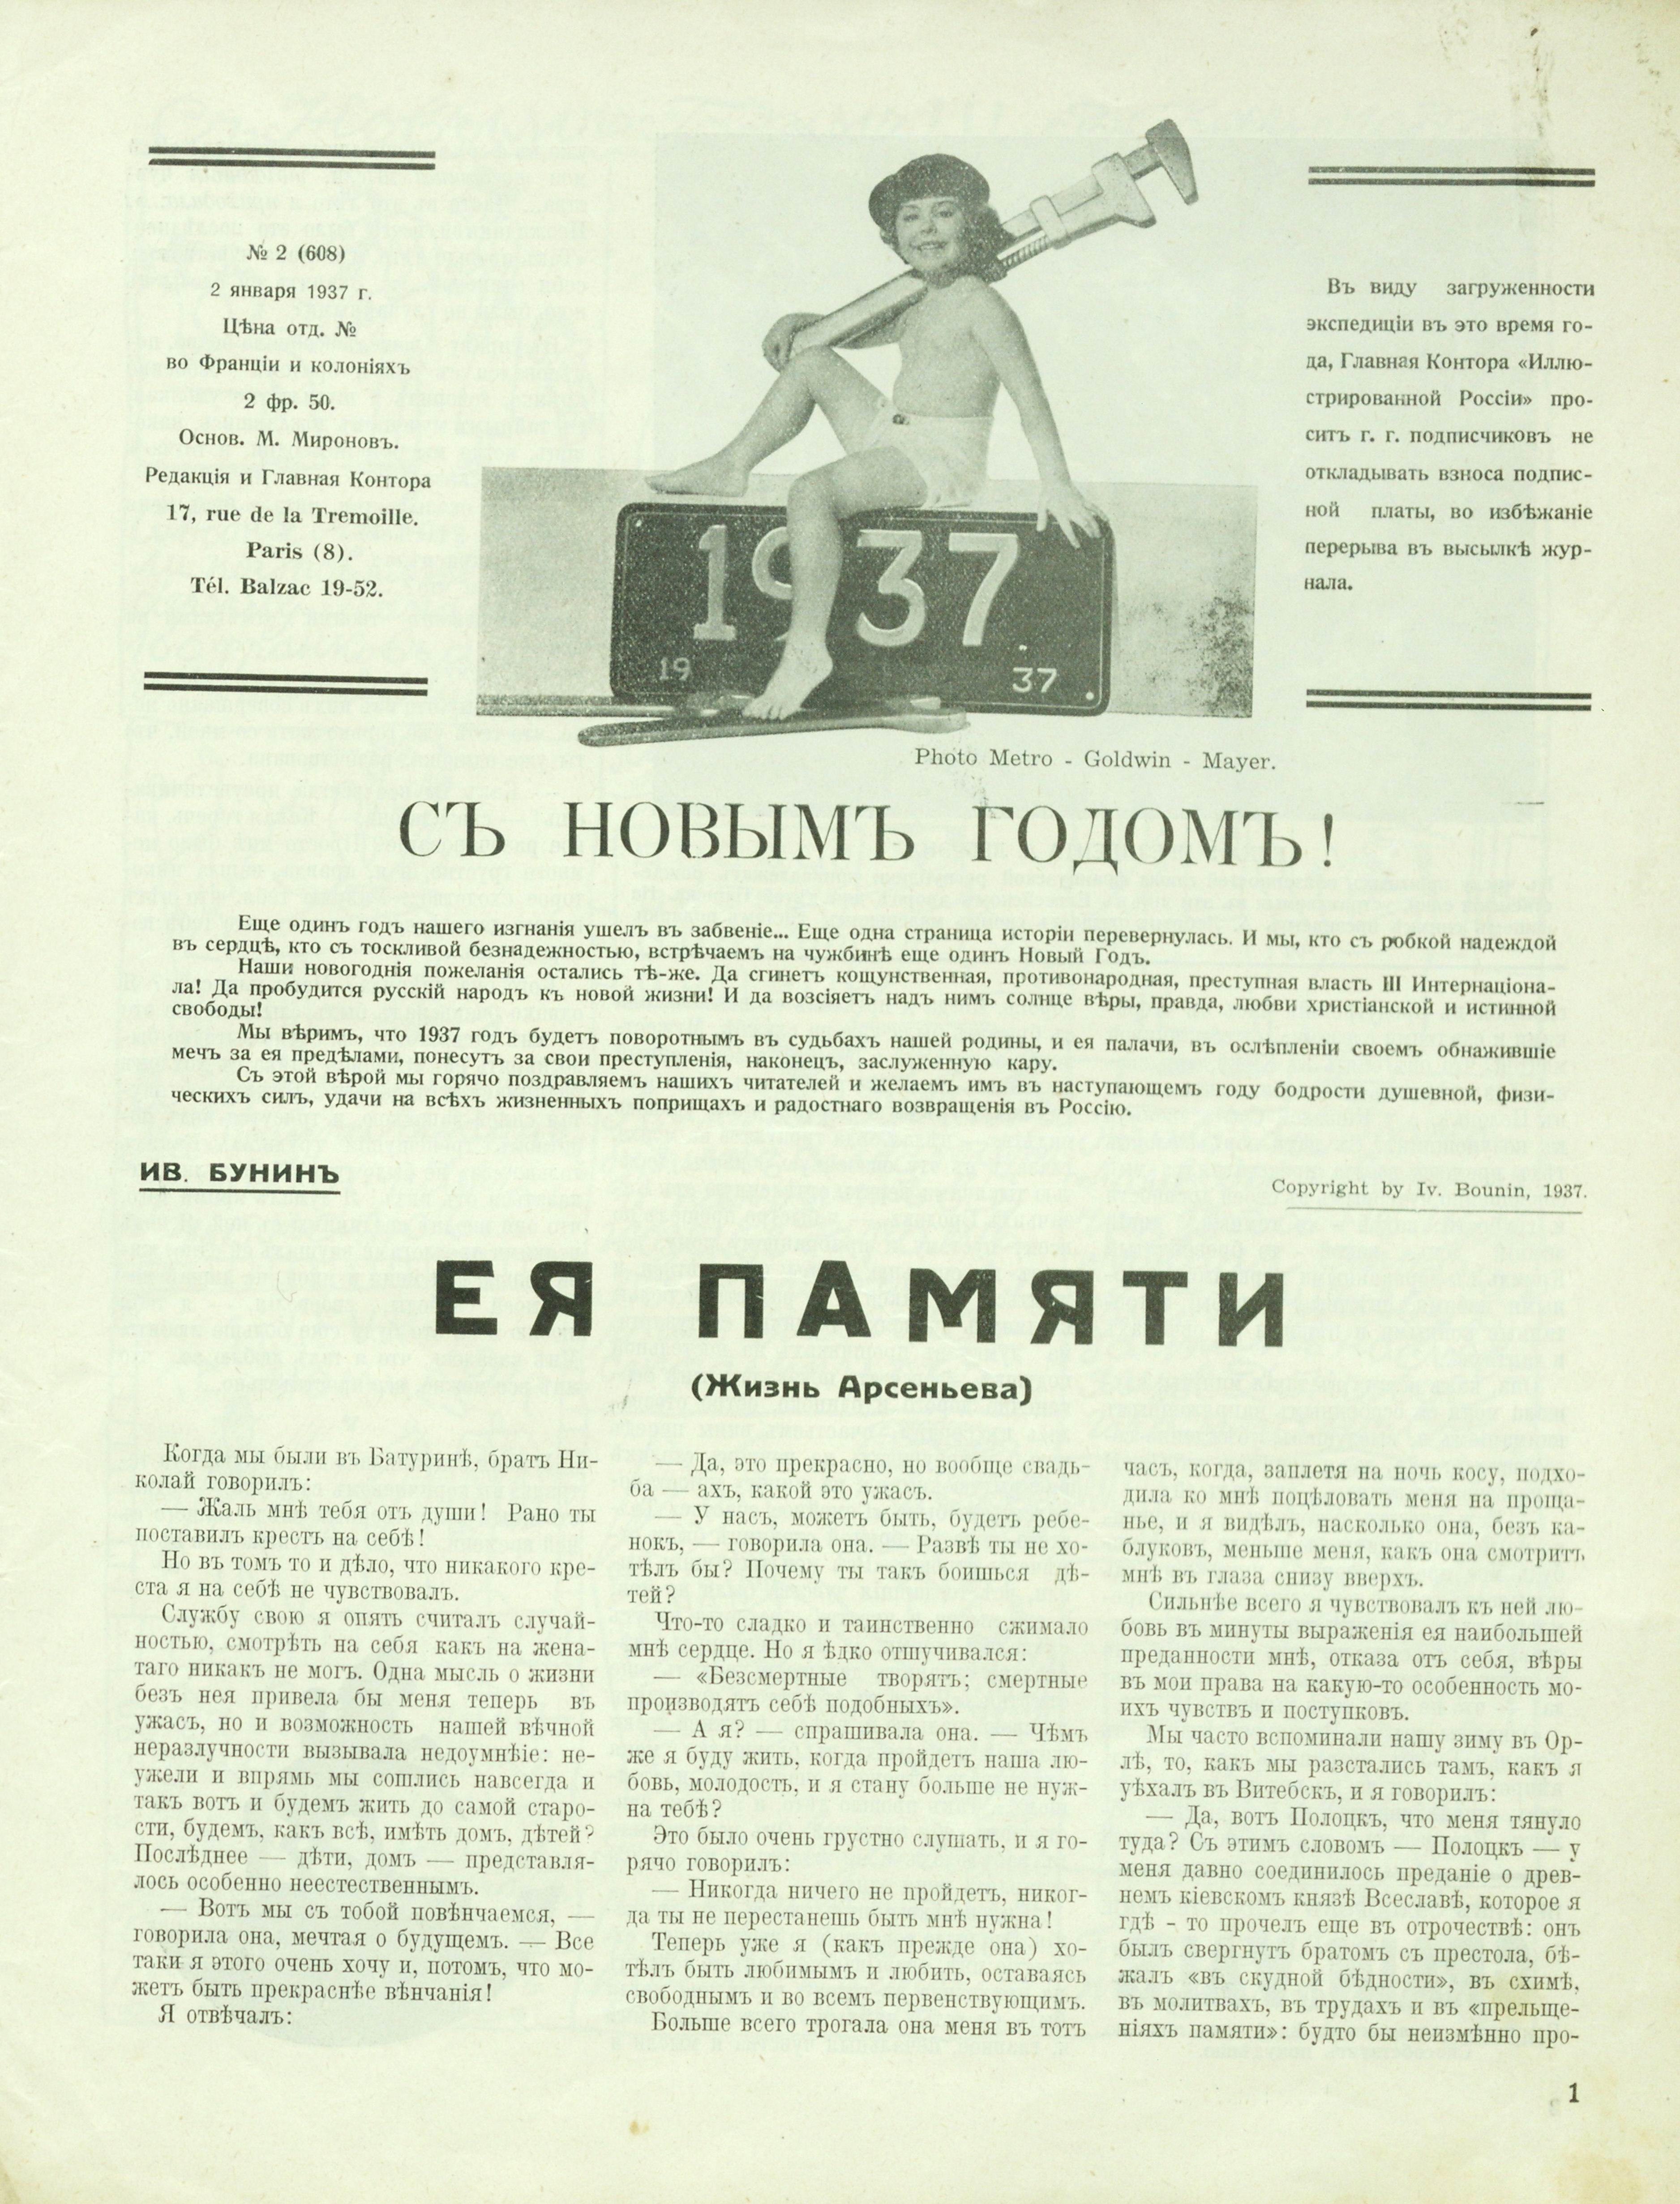 № 2 (608)
2 января 1937 г.
Цѣна отд. №
во Франціи и колоніяхъ
2 фр. 50.
Основ. М. Мироновъ.
Редакція и Главная Контора
17, rue de la Tremoille.
Paris (8).
Tél. Balzac 19-52.
1937
19 37
Въ виду загруженности
экспедиціи въ это время го-
да, Главная Контора «Иллю-
стрированной Россіи» про-
ситъ г. г. подписчиковъ не
откладывать взноса подпис-
ной платы, во избѣжаніе
перерыва въ высылкѣ жур-
нала.
Photo Metro - Goldwin - Mayer.
СЪ НОВЫМЪ ГОДОМЪ!
Еще одинъ годъ нашего изгнанія ушелъ въ забвеніе... Еще одна страница исторіи перевернулась. И мы, кто съ робкой надеждой
въ сердцѣ, кто съ тоскливой безнадежностью, встрѣчаемъ на чужбинѣ еще одинъ Новый Годъ.
Наши новогоднія пожеланія остались тѣ-же. Да сгинетъ кощунственная, противонародная, преступная власть III Интернаціона-
ла! Да пробудится русскій народъ къ новой жизни! И да возсіяетъ надъ нимъ солнце вѣры, правда, любви христіанской и истинной
свободы!
Мы вѣримъ, что 1937 годъ будетъ поворотнымъ въ судьбахъ нашей родины, и ея палачи, въ ослѣпленіи своемъ обнажившіе
мечъ за ея предѣлами, понесутъ за свои преступленія, наконецъ, заслуженную кару.
Съ этой вѣрой мы горячо поздравляемъ нашихъ читателей и желаемъ имъ въ наступающемъ году бодрости душевной, физи-
ческихъ силъ, удачи на всѣхъ жизненныхъ поприщахъ и радостнаго возвращенія въ Россію.
ИВ. БУНИНЪ
Copyright by Iv. Bounin, 1937.
ЕЯ ПАМЯТИ
(Жизнь Арсеньева)
Когда мы были въ Батуринѣ, братъ Ни-
колай говорилъ:
— Жаль мнѣ тебя отъ души! Рано ты
поставилъ крестъ на себѣ!
Но въ томъ то и дѣло, что никакого кре-
ста я на себѣ не чувствовалъ.
Службу свою я опять считалъ случай-
ностью, смотрѣть на себя какъ на жена-
таго никакъ не могъ. Одна мысль о жизни
безъ нея привела бы меня теперь въ
ужасъ, но и возможность нашей вѣчной
неразлучности вызывала недоумнѣіе: не-
ужели и впрямь мы сошлись навсегда и
такъ вотъ и будемъ жить до самой старо-
сти, будемъ, какъ всѣ, имѣть домъ, дѣтей?
Послѣднее — дѣти, домъ — представля-
лось особенно неестественнымъ.
— Вотъ мы съ тобой повѣнчаемся, —
говорила она, мечтая о будущемъ. — Все
таки я этого очень хочу и, потомъ, что мо-
жетъ быть прекраснѣе вѣнчанія!
Я отвѣчалъ:
— Да, это прекрасно, но вообще свадь-
ба — ахъ, какой это ужасъ.
— У насъ, можетъ быть, будетъ ребе-
нокъ, — говорила она. — Развѣ ты не хо-
тѣлъ бы? Почему ты такъ боишься дѣ-
тей?
Что-то сладко и таинственно сжимало
мнѣ сердце. Но я ѣдко отшучивался:
— «Безсмертные творятъ; смертные
производятъ себѣ подобныхъ».
— А я? — спрашивала она. — Чѣмъ
же я буду жить, когда пройдетъ наша лю-
бовь, молодость, и я стану больше не нуж-
на тебѣ?
Это было очень грустно слушать, и я го-
рячо говорилъ:
— Никогда ничего не пройдетъ, никог-
да ты не перестанешь быть мнѣ нужна!
Теперь уже я (какъ прежде она) хо-
тѣлъ быть любимымъ и любить, оставаясь
свободнымъ и во всемъ первенствующимъ.
Больше всего трогала она меня въ тотъ
часъ, когда, заплетя на ночь косу, подхо-
дила ко мнѣ поцѣловать меня на проща-
нье, и я видѣлъ, насколько она, безъ ка-
блуковъ, меньше меня, какъ она смотритъ
мнѣ въ глаза снизу вверхъ.
Сильнѣе всего я чувствовалъ къ ней лю-
бовь въ минуты выраженія ея наибольшей
преданности мнѣ, отказа отъ себя, вѣры
въ мои права на какую-то особенность мо-
ихъ чувствъ и поступковъ.
Мы часто вспоминали нашу зиму въ Ор-
лѣ, то, какъ мы разстались тамъ, какъ я
уѣхалъ въ Витебскъ, и я говорилъ:
— Да, вотъ Полоцкъ, что меня тянуло
туда? Съ этимъ словомъ — Полоцкъ — у
меня давно соединилось преданіе о древ-
немъ кіевскомъ князѣ Всеславѣ, которое я
гдѣ - то прочелъ еще въ отрочествѣ: онъ
былъ свергнутъ братомъ съ престола, бѣ-
жалъ «въ скудной бѣдности», въ схимѣ,
въ молитвахъ, въ трудахъ и въ «прельще-
ніяхъ памяти»: будто бы неизмѣнно про-
1